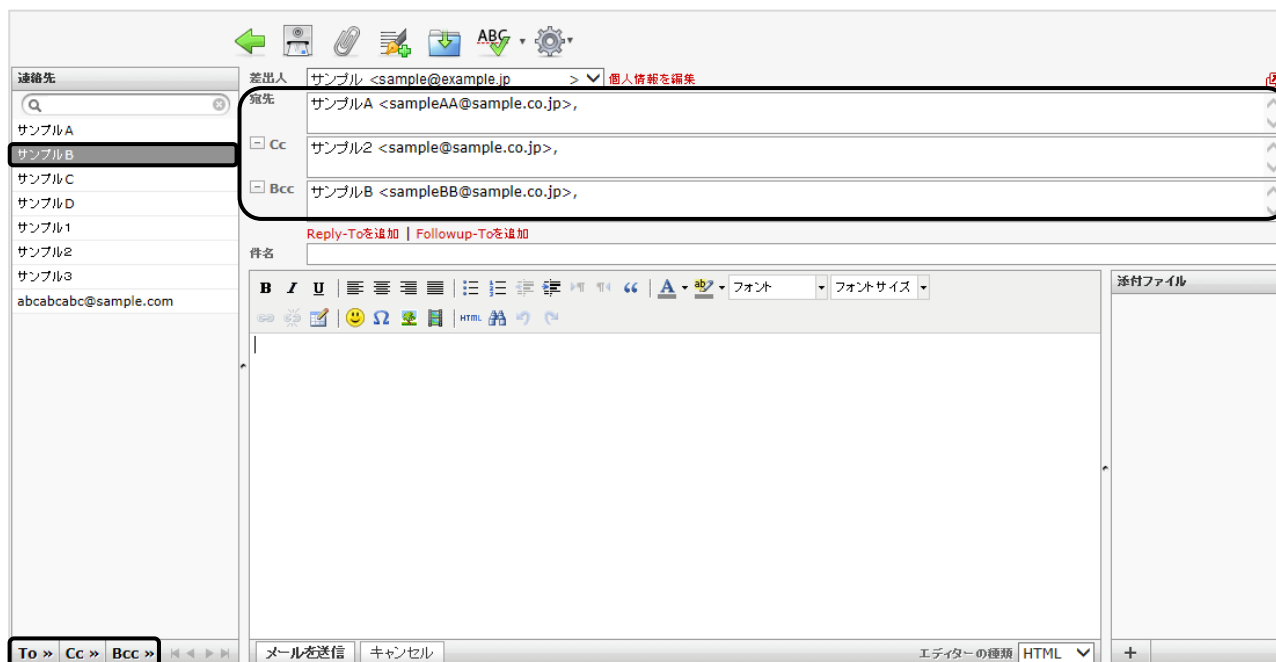 ABC
連絡先
サンプルA
サンプルB
サンプルC
サンプルD
サンプル1
サンプル2
サンプル3
abcabcabc@sample.com
To » Cc » Bcc »
差出人 サンプル <sample@example.jp > 個人情報を編集
宛先 サンプルA <sampleAA@sample.co.jp>,
Cc サンプル2 <sample@sample.co.jp>,
Bcc サンプルB <sampleBB@sample.co.jp>,
Reply-Toを追加 | Followup-Toを追加
件名
B I U A ab フォント フォントサイズ
Ω HTML
メールを送信 キャンセル エディターの種類 HTML
添付ファイル
+